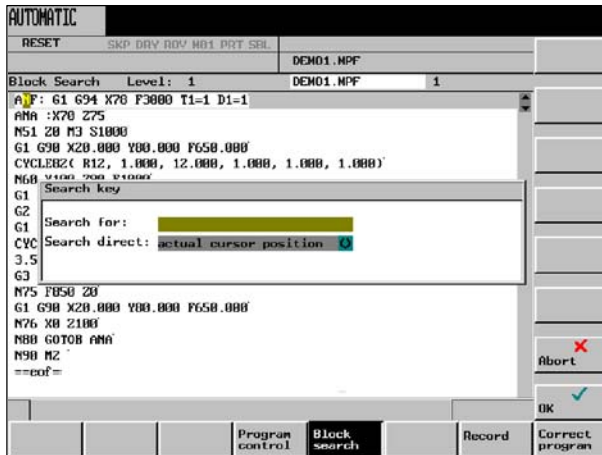 AUTOMATIC
RESET SKP DRY ROV M01 PRT SBL
DEMO1.MPF
Block Search Level: 1 DEMO1.MPF 1
ANF: G1 G94 X70 F3000 T1=1 D1=1
ANA :X70 Z75
N51 Z0 M3 S1000
G1 G90 X20.000 Y80.000 F650.000
CYCLE82( R12, 1.000, 12.000, 1.000, 1.000, 1.000)
N60
G1 Search key
G2
G1 Search for:
CYC Search direct: actual cursor position
3.5
G3
N75 F850 Z0
G1 G90 X20.000 Y80.000 F650.000
N76 X0 Z100
N80 GOTOB ANA
N90 M2
==eof=
Abort
OK
Program control
Block search
Record
Correct program